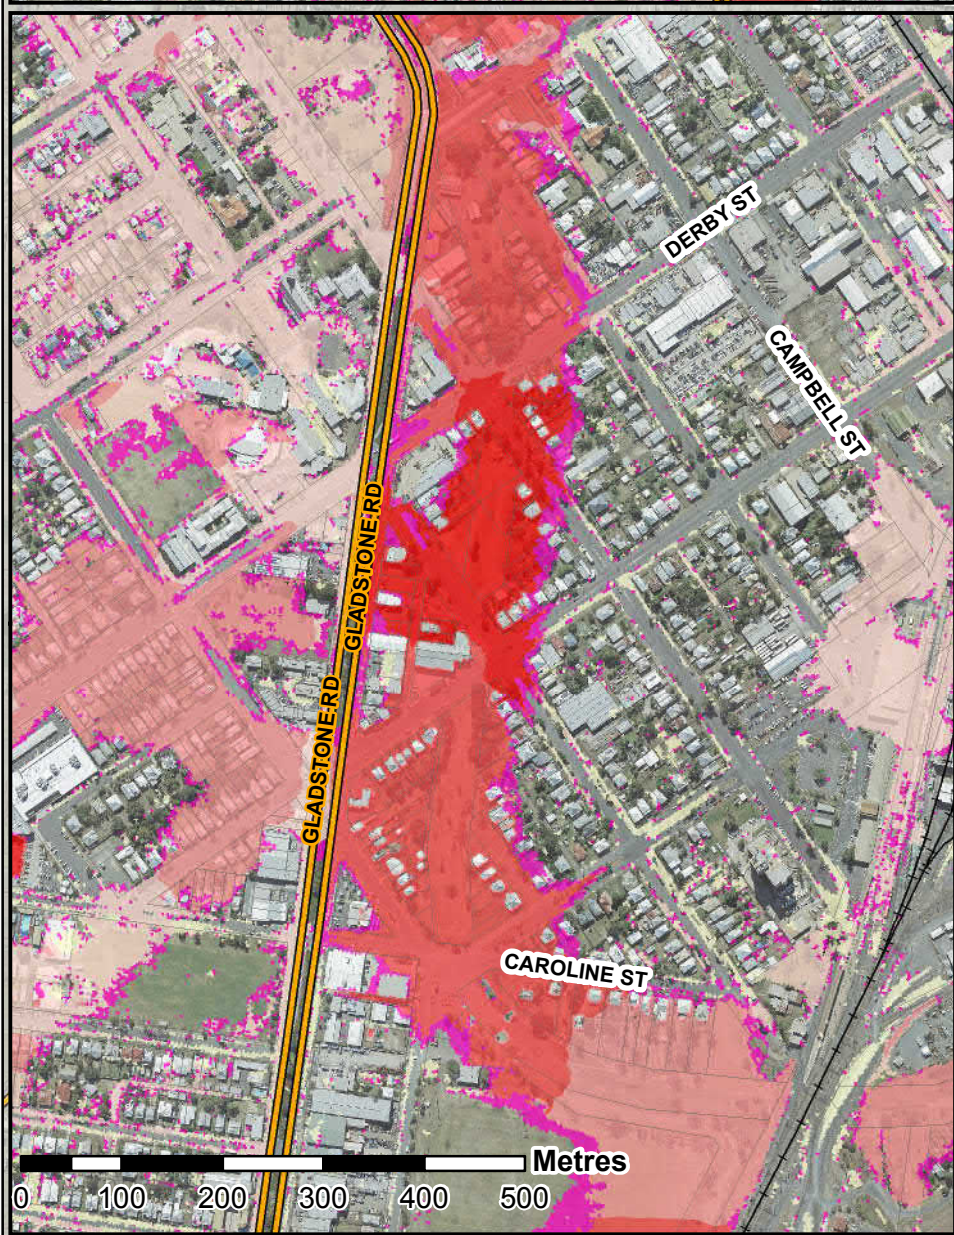 DERBY ST
CAMPBELL ST
GLADSTONE RD
GLADSTONE RD
CAROLINE ST
Metres
0 100 200 300 400 500